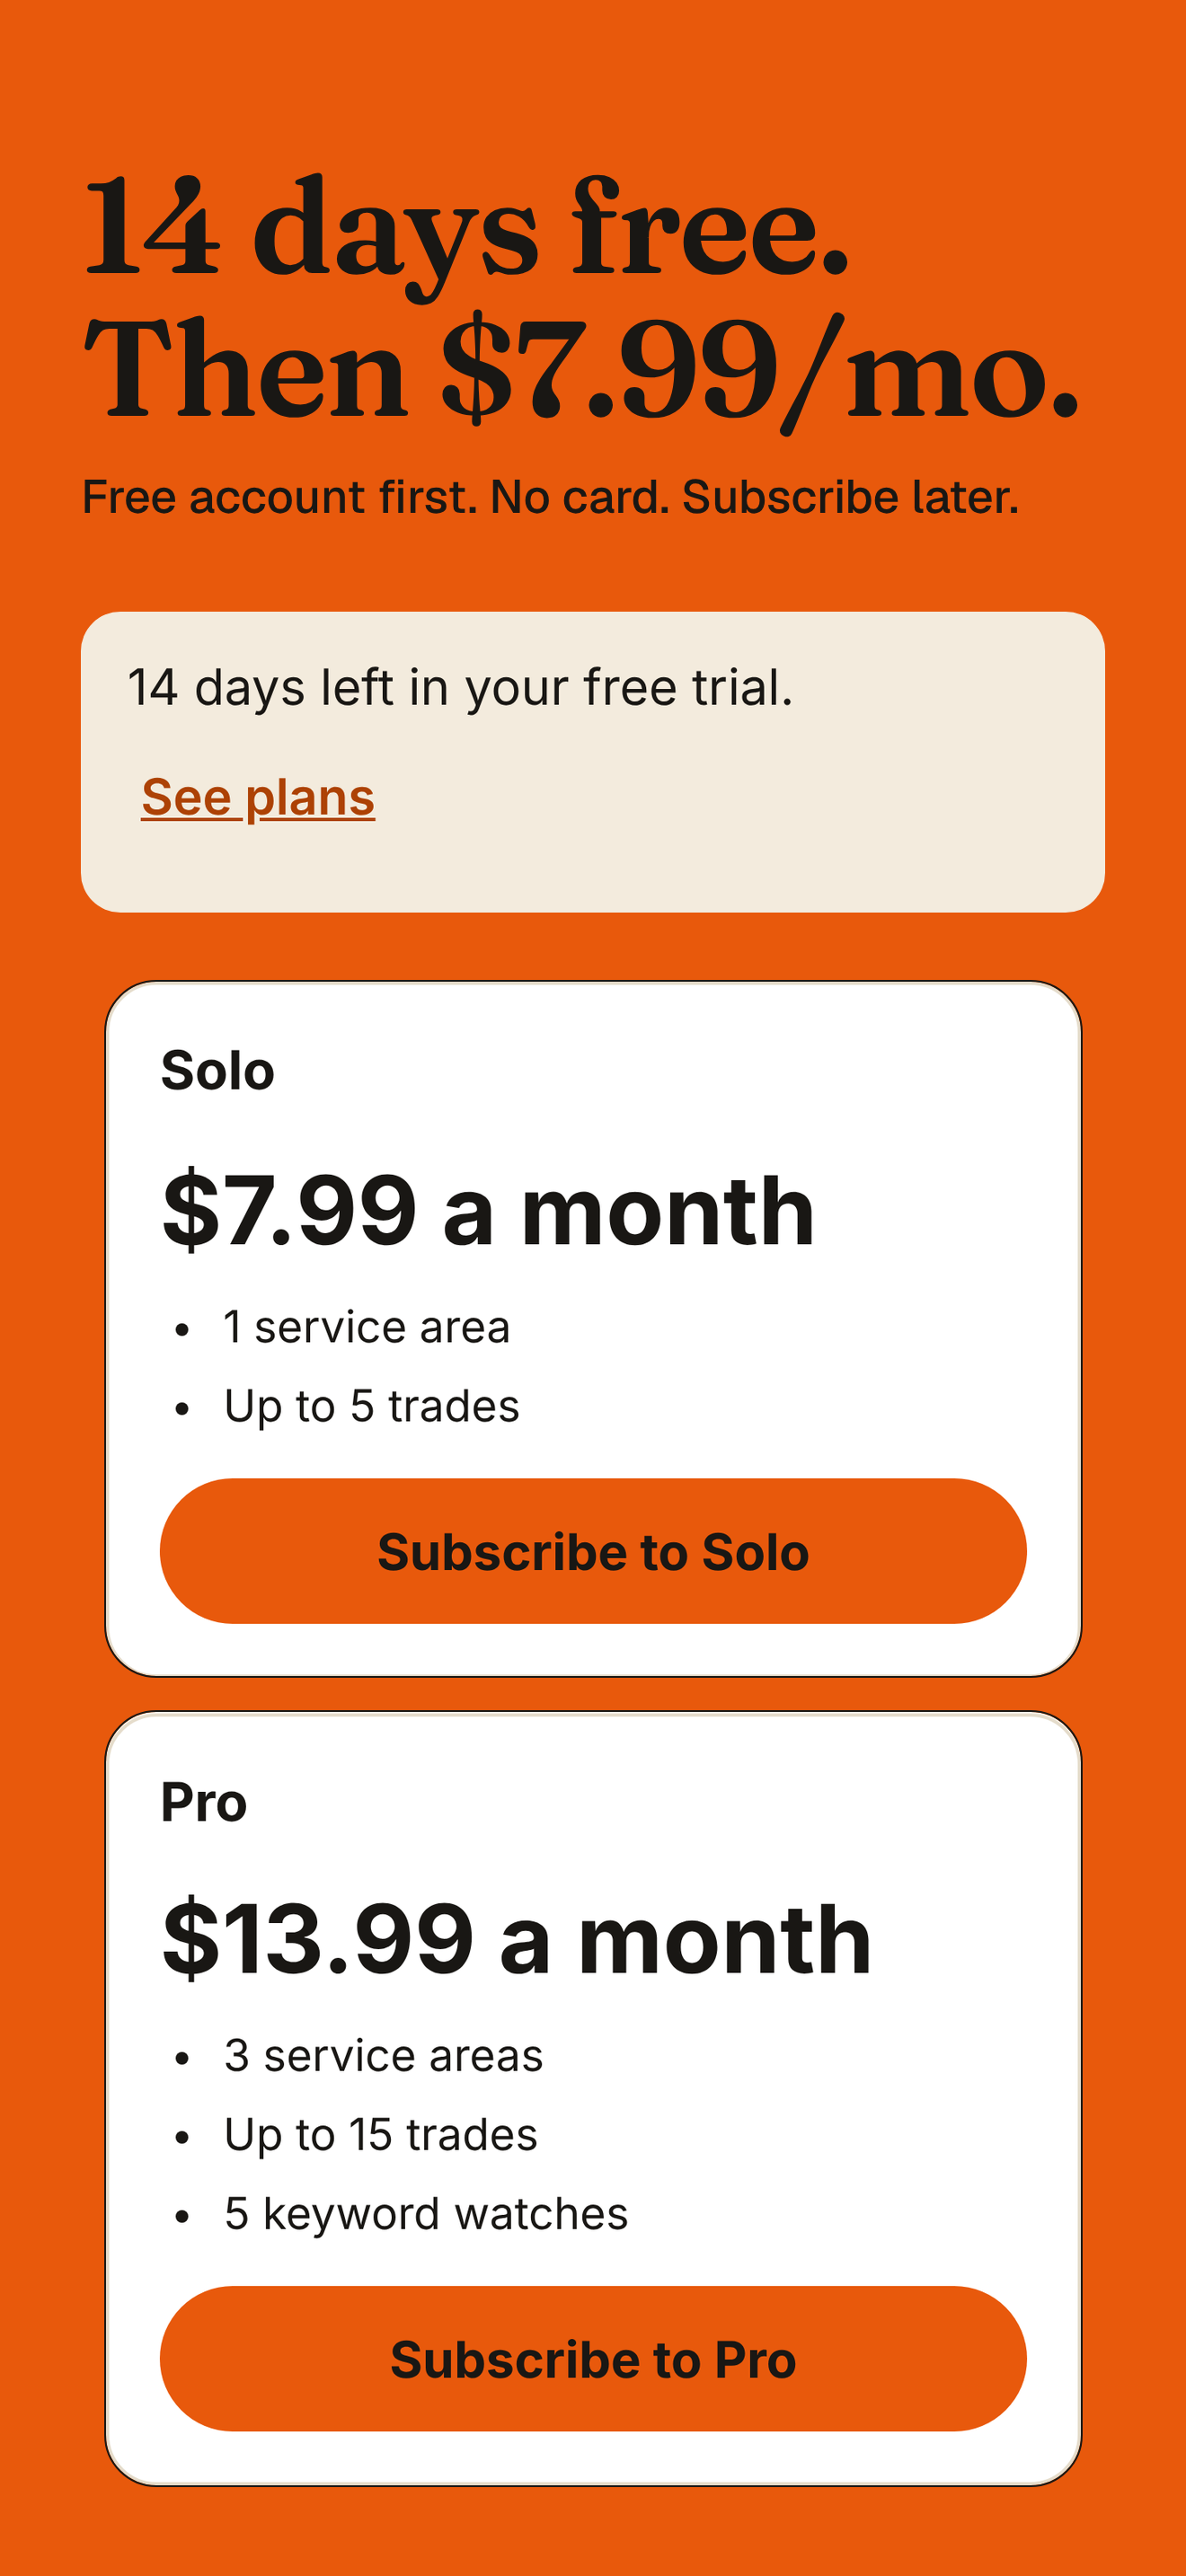 14 days free.
Then $7.99/mo.
Free account first. No card. Subscribe later.
14 days left in your free trial.
See plans
Solo
$7.99 a month
• 1 service area
• Up to 5 trades
Subscribe to Solo
Pro
$13.99 a month
• 3 service areas
• Up to 15 trades
• 5 keyword watches
Subscribe to Pro